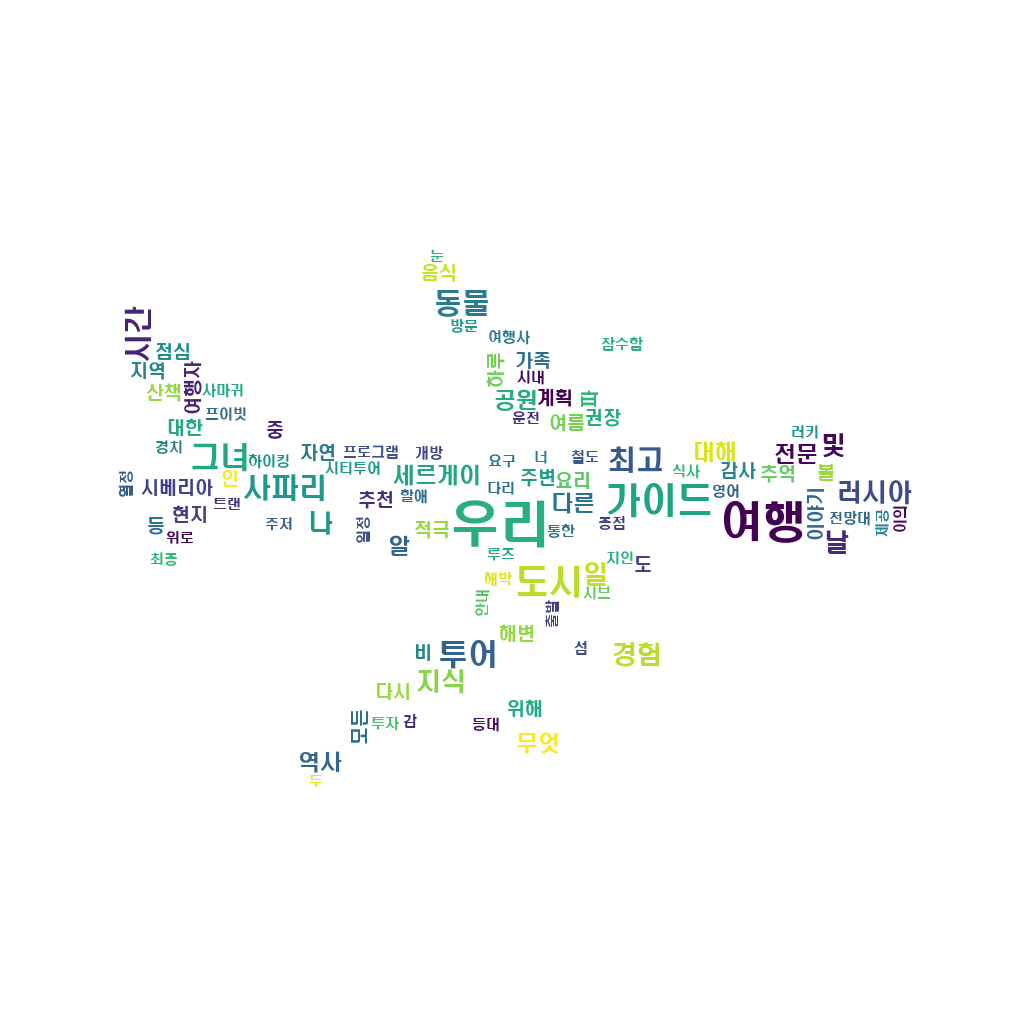 눈
음식
동물
방문
시간
여행사
잠수함
점심
하루
가족
지역
여행자
시내
산책
사마귀
공원
계획
프이빗
운전
여름
권장
대한
중
러키
및
경치
자연
프로그램
개방
너
철도
최고
대해
전문
그녀
하이킹
시티투어
요구
식사
감사
추억
볼
인
세르게이
주변
요리
일정
시베리아
사파리
추천
할애
다리
다른
가이드
영어
이야기
러시아
트랜
현지
등
주저
나
일정
적극
우리
통한
종점
여행
전망대
제공
이의
위로
알
날
최종
루즈
지인
도
해박
도시
일
시브
안내
출발
해변
비
투어
섬
경험
지식
다시
위해
모든
투자
감
등대
무엇
역사
두